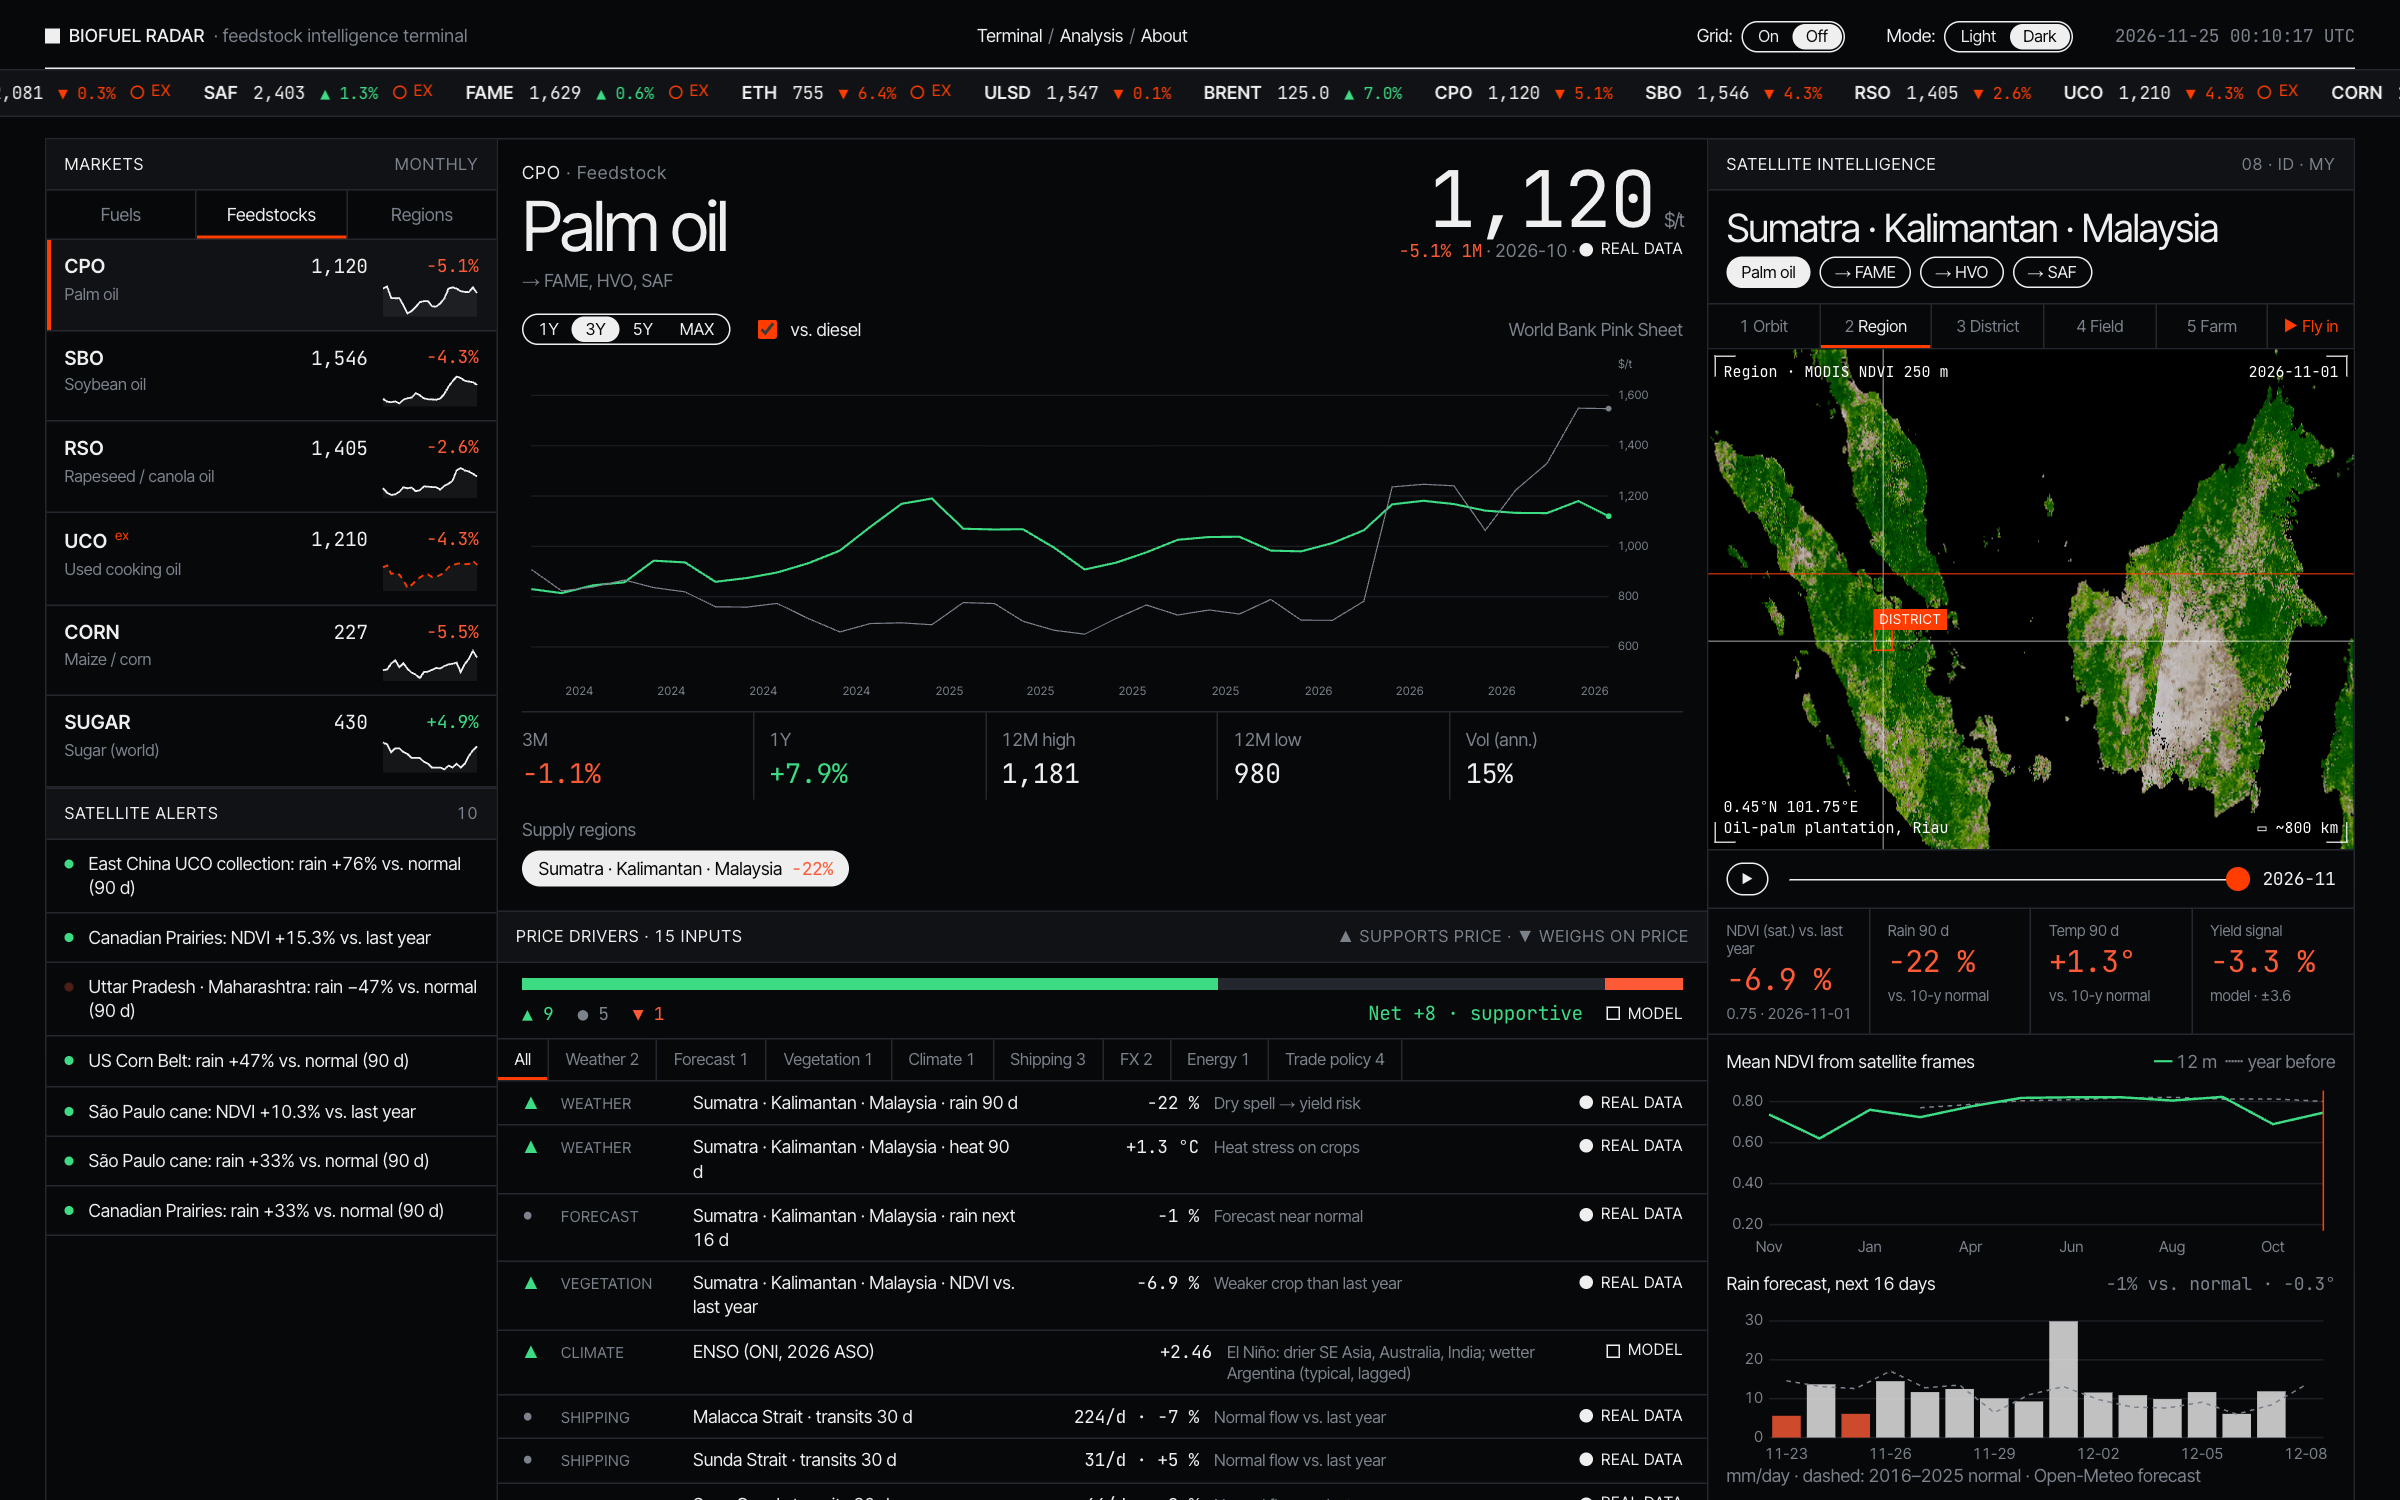 BIOFUEL RADAR · feedstock intelligence terminal
Terminal / Analysis / About
Grid: On Off
Mode: Light Dark
2026-11-25 00:10:17 UTC
,081 ▼ 0.3% EX SAF 2,403 ▲ 1.3% EX FAME 1,629 ▲ 0.6% EX ETH 755 ▼ 6.4% EX ULSD 1,547 ▼ 0.1% BRENT 125.0 ▲ 7.0% CPO 1,120 ▼ 5.1% SBO 1,546 ▼ 4.3% RSO 1,405 ▼ 2.6% UCO 1,210 ▼ 4.3% EX CORN
MARKETS MONTHLY
Fuels Feedstocks Regions
CPO 1,120 -5.1%
Palm oil
SBO 1,546 -4.3%
Soybean oil
RSO 1,405 -2.6%
Rapeseed / canola oil
UCO ex 1,210 -4.3%
Used cooking oil
CORN 227 -5.5%
Maize / corn
SUGAR 430 +4.9%
Sugar (world)
SATELLITE ALERTS 10
East China UCO collection: rain +76% vs. normal
(90 d)
Canadian Prairies: NDVI +15.3% vs. last year
Uttar Pradesh · Maharashtra: rain −47% vs. normal
(90 d)
US Corn Belt: rain +47% vs. normal (90 d)
São Paulo cane: NDVI +10.3% vs. last year
São Paulo cane: rain +33% vs. normal (90 d)
Canadian Prairies: rain +33% vs. normal (90 d)
CPO · Feedstock
Palm oil
→ FAME, HVO, SAF
1,120 $/t
-5.1% 1M · 2026-10 · REAL DATA
1Y 3Y 5Y MAX
vs. diesel
World Bank Pink Sheet
$/t
1,600
1,400
1,200
1,000
800
600
2024 2024 2024 2024 2025 2025 2025 2025 2026 2026 2026 2026
3M 1Y 12M high 12M low Vol (ann.)
-1.1% +7.9% 1,181 980 15%
Supply regions
Sumatra · Kalimantan · Malaysia -22%
PRICE DRIVERS · 15 INPUTS
▲ SUPPORTS PRICE · ▼ WEIGHS ON PRICE
▲ 9 ● 5 ▼ 1
Net +8 · supportive MODEL
All Weather 2 Forecast 1 Vegetation 1 Climate 1 Shipping 3 FX 2 Energy 1 Trade policy 4
▲ WEATHER Sumatra · Kalimantan · Malaysia · rain 90 d -22 % Dry spell → yield risk REAL DATA
▲ WEATHER Sumatra · Kalimantan · Malaysia · heat 90 +1.3 °C Heat stress on crops REAL DATA
d
FORECAST Sumatra · Kalimantan · Malaysia · rain next -1 % Forecast near normal REAL DATA
16 d
▲ VEGETATION Sumatra · Kalimantan · Malaysia · NDVI vs. -6.9 % Weaker crop than last year REAL DATA
last year
▲ CLIMATE ENSO (ONI, 2026 ASO) +2.46 El Niño: drier SE Asia, Australia, India; wetter MODEL
Argentina (typical, lagged)
SHIPPING Malacca Strait · transits 30 d 224/d · -7 % Normal flow vs. last year REAL DATA
SHIPPING Sunda Strait · transits 30 d 31/d · +5 % Normal flow vs. last year REAL DATA
SATELLITE INTELLIGENCE 08 · ID · MY
Sumatra · Kalimantan · Malaysia
Palm oil → FAME → HVO → SAF
1 Orbit 2 Region 3 District 4 Field 5 Farm ▶ Fly in
Region · MODIS NDVI 250 m 2026-11-01
DISTRICT
0.45°N 101.75°E
Oil-palm plantation, Riau ~800 km
2026-11
NDVI (sat.) vs. last
year
-6.9 %
0.75 · 2026-11-01
Rain 90 d
-22 %
vs. 10-y normal
Temp 90 d
+1.3°
vs. 10-y normal
Yield signal
-3.3 %
model · ±3.6
Mean NDVI from satellite frames 12 m year before
0.80
0.60
0.40
0.20
Nov Jan Apr Jun Aug Oct
Rain forecast, next 16 days -1% vs. normal · -0.3°
30
20
10
0
11-23 11-26 11-29 12-02 12-05 12-08
mm/day · dashed: 2016–2025 normal · Open-Meteo forecast